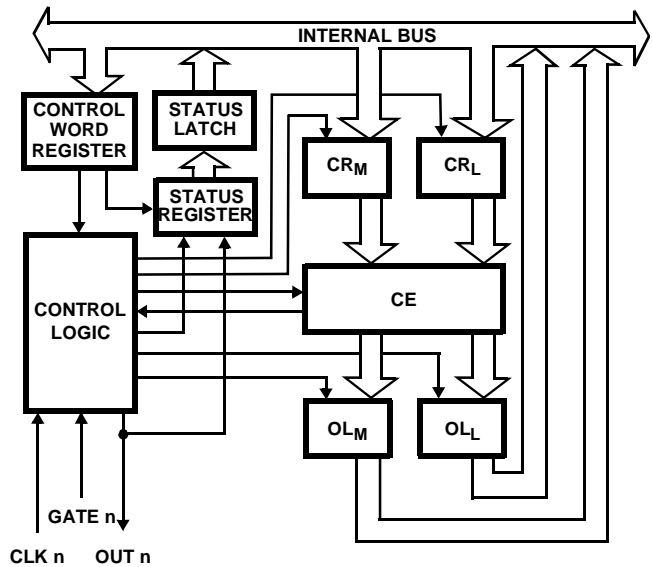 INTERNAL BUS
CONTROL
WORD
REGISTER
STATUS
LATCH
STATUS
REGISTER
CRM
CRL
CONTROL
LOGIC
CE
OLM
OLL
GATE n
CLK n
OUT n